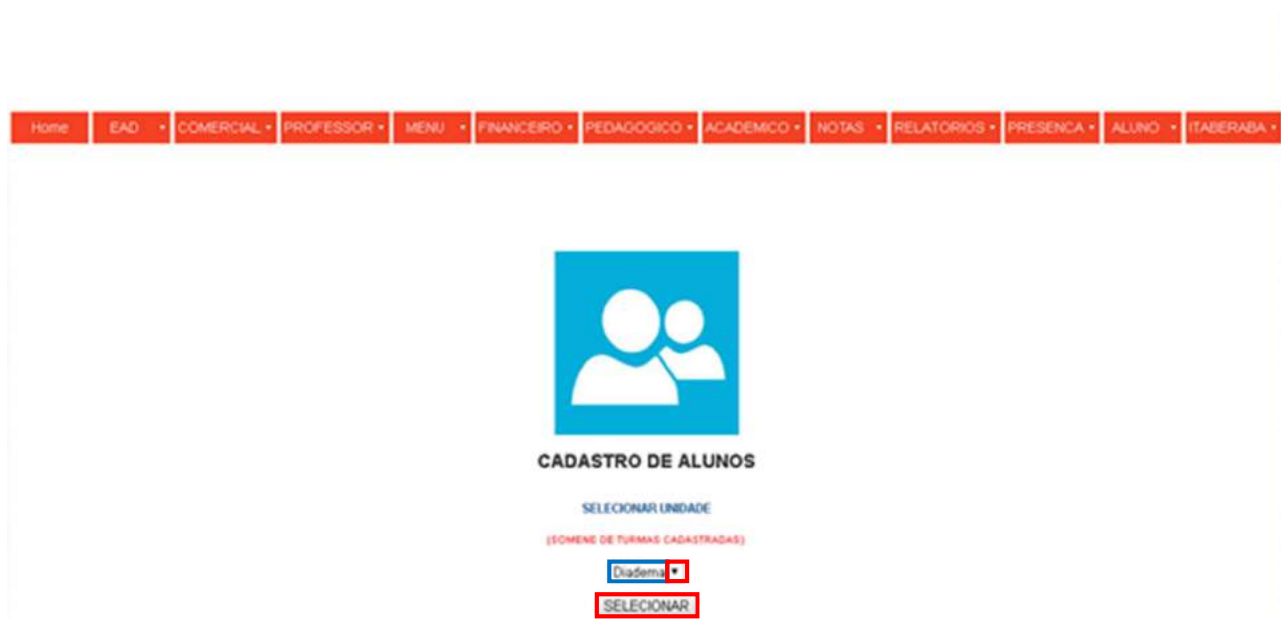 Home EAD COMERCIAL PROFESSOR MENU FINANCEIRO PEDAGOGICO ACADEMICO NOTAS RELATORIOS PRESENCA ALUNO ITABERABA
CADASTRO DE ALUNOS
SELECIONAR UNIDADE
(SOMENE DE TURMAS CADASTRADAS)
Diadema
SELECIONAR